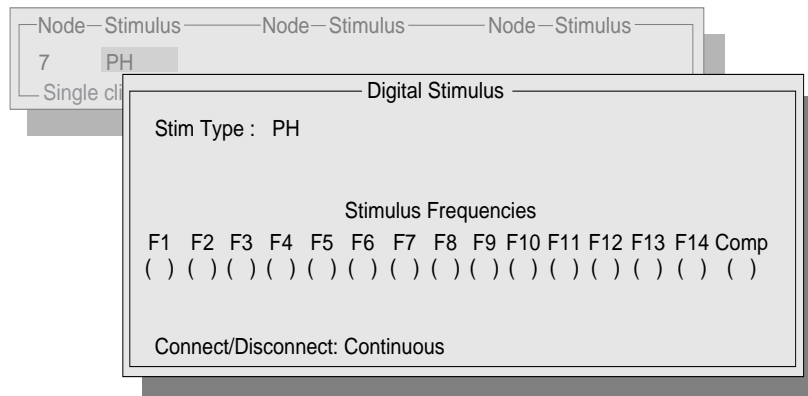 Node Stimulus Node Stimulus Node Stimulus
7 PH
Single cli
Digital Stimulus
Stim Type : PH
Stimulus Frequencies
F1 F2 F3 F4 F5 F6 F7 F8 F9 F10 F11 F12 F13 F14 Comp
( ) ( ) ( ) ( ) ( ) ( ) ( ) ( ) ( ) ( ) ( ) ( ) ( ) ( ) ( )
Connect/Disconnect: Continuous